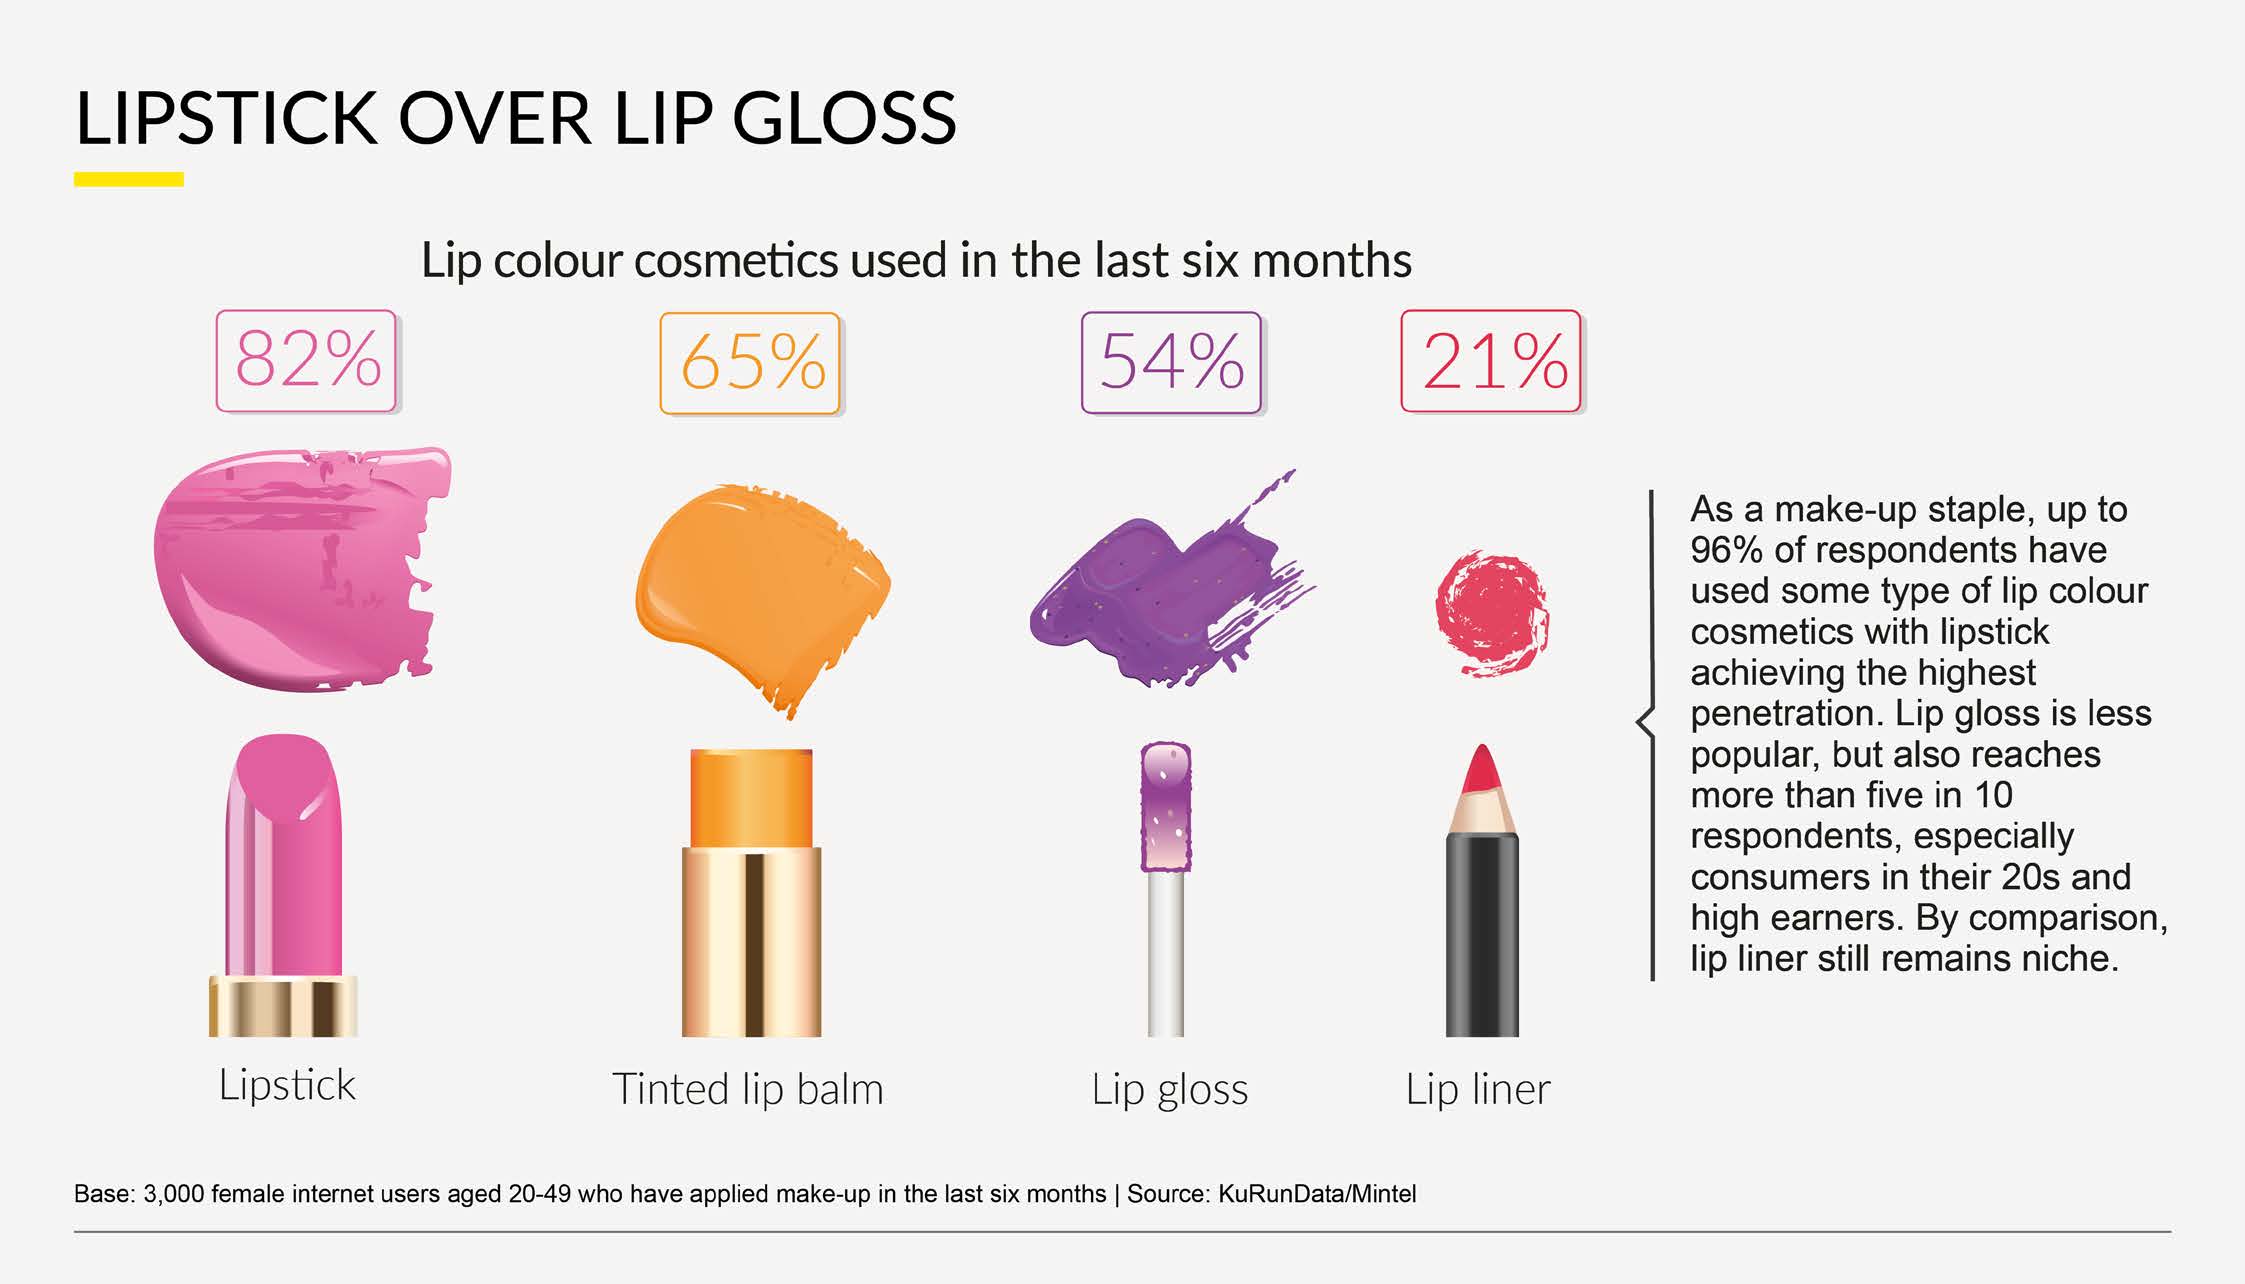 LIPSTICK OVER LIP GLOSS
Lip colour cosmetics used in the last six months
82%
65%
54%
21%
Lipstick
Tinted lip balm
Lip gloss
Lip liner
As a make-up staple, up to
96% of respondents have
used some type of lip colour
cosmetics with lipstick
achieving the highest
penetration. Lip gloss is less
popular, but also reaches
more than five in 10
respondents, especially
consumers in their 20s and
high earners. By comparison,
lip liner still remains niche.
Base: 3,000 female internet users aged 20-49 who have applied make-up in the last six months | Source: KuRunData/Mintel